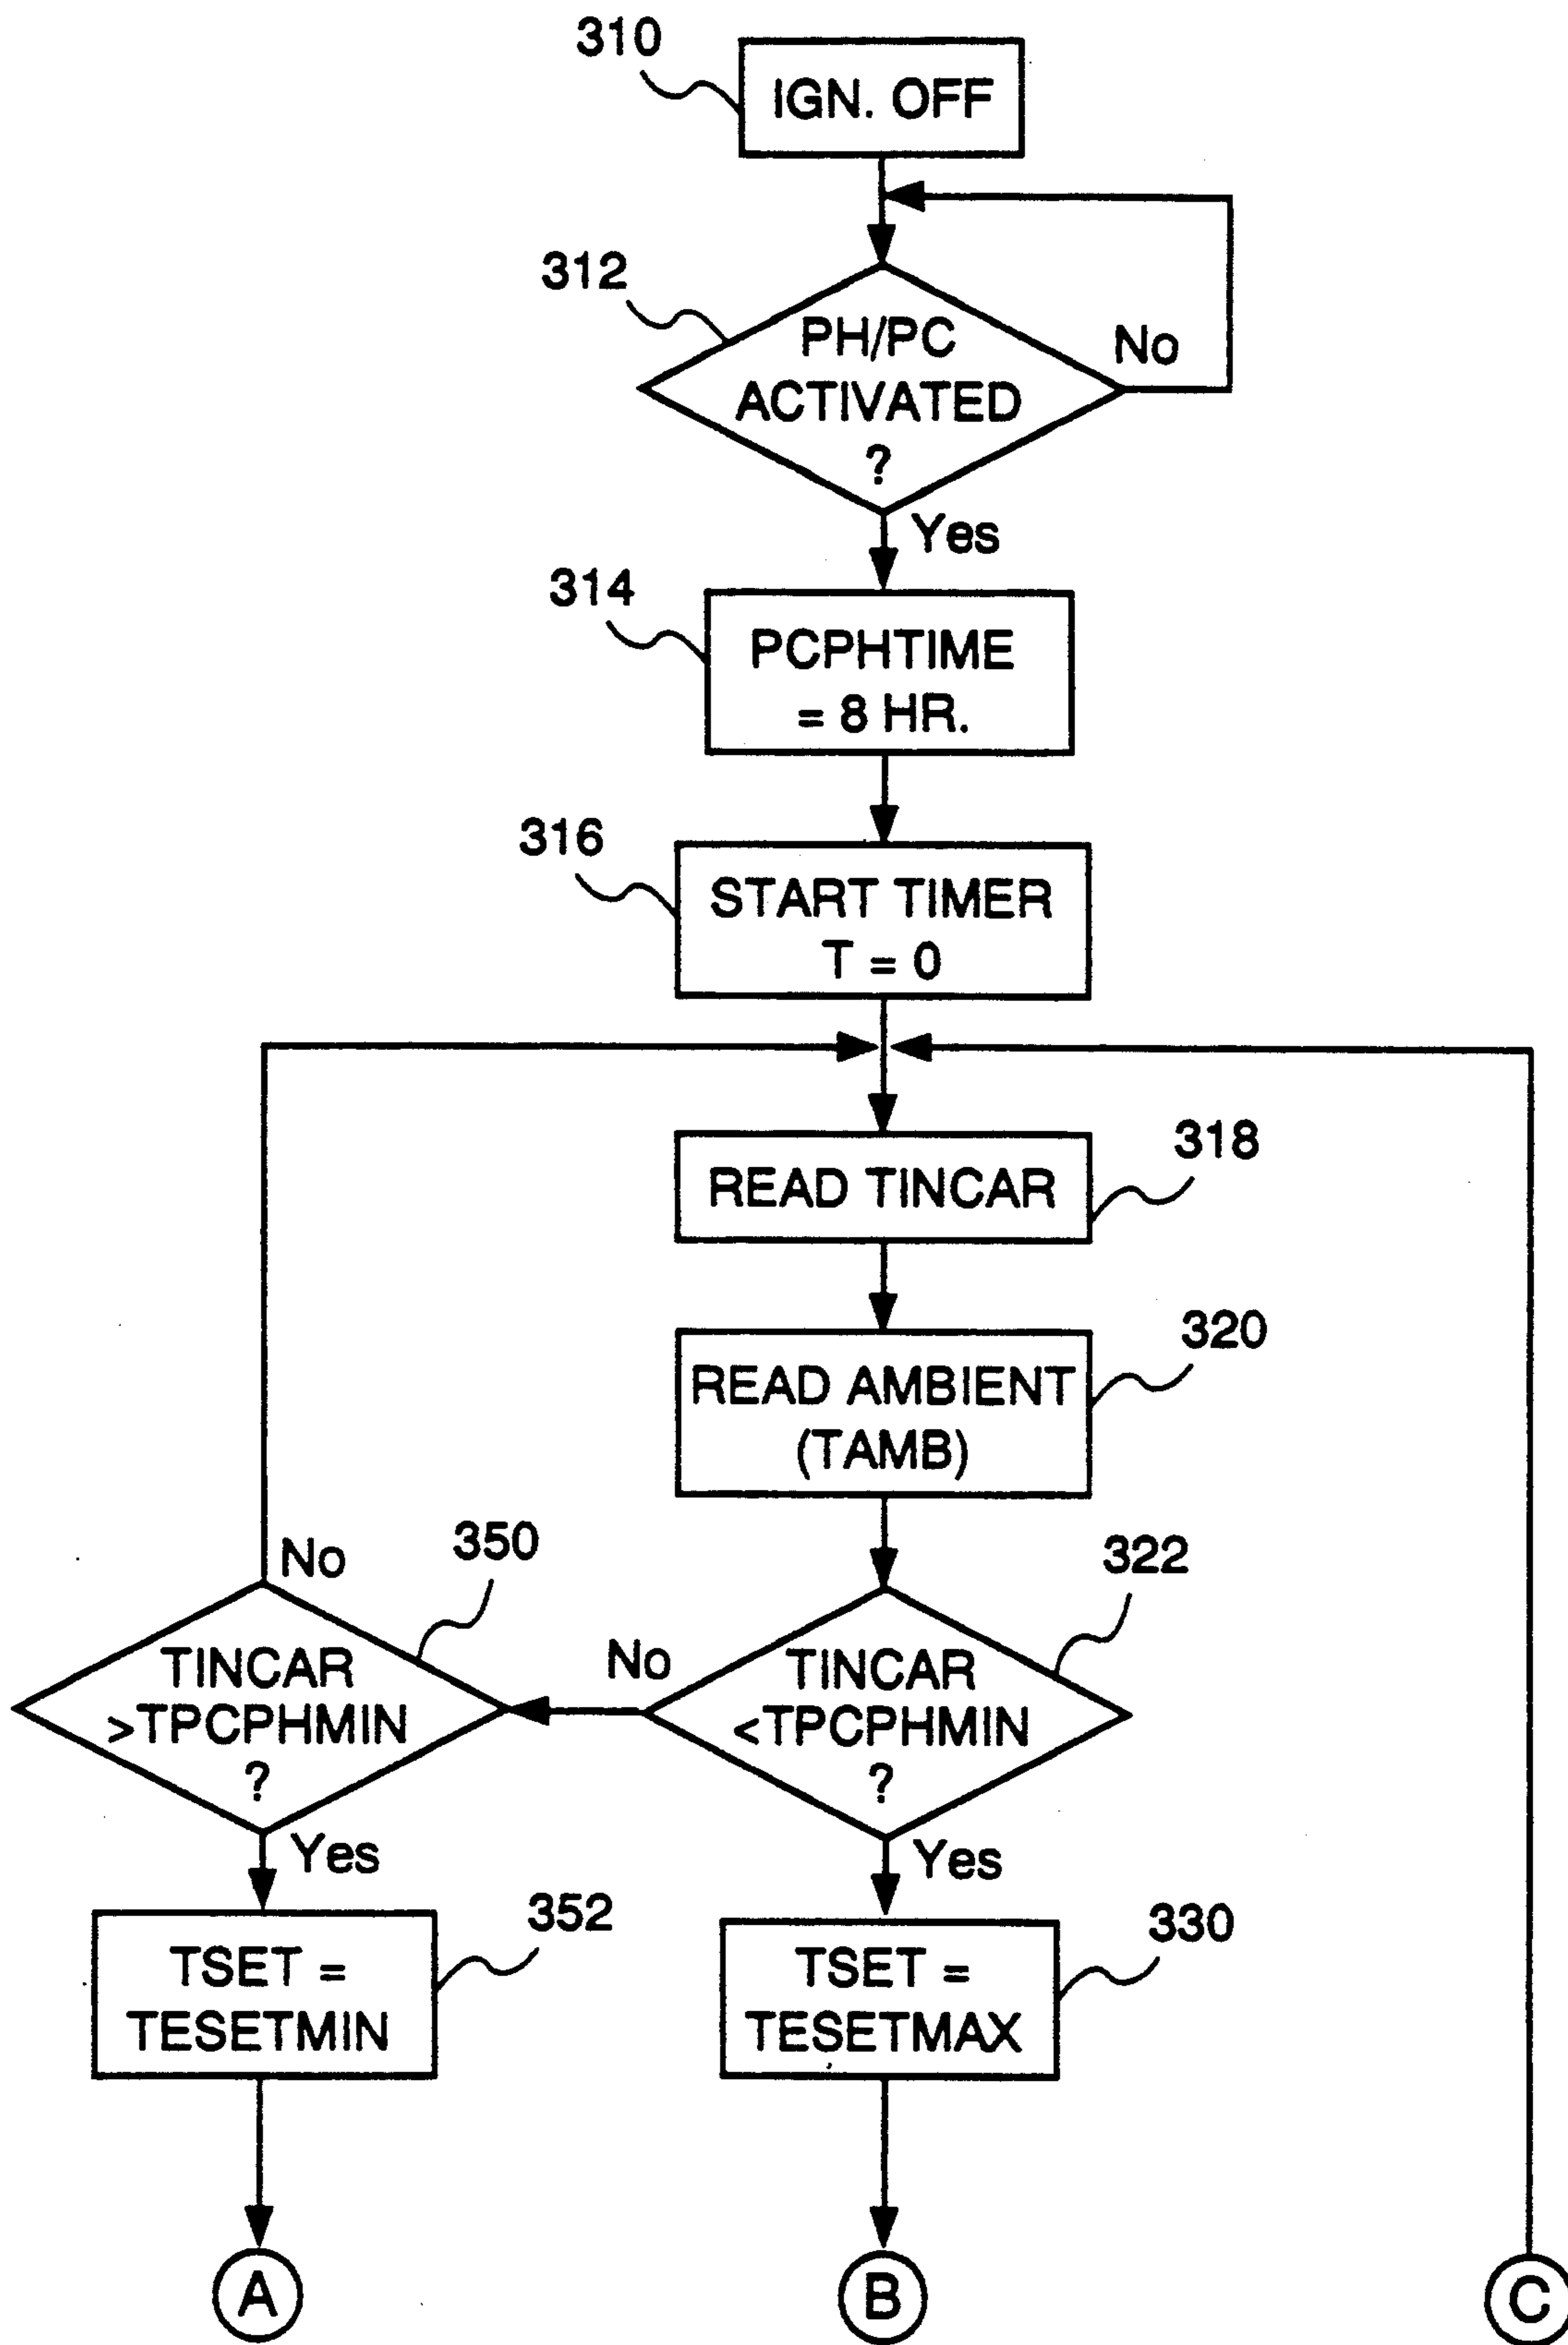 310
IGN. OFF
312
PH/PC
ACTIVATED
?
No
Yes
314
PCPHTIME
= 8 HR.
316
START TIMER
T = 0
318
READ TINCAR
320
READ AMBIENT
(TAMB)
322
TINCAR
<TPCPHMIN
?
No
Yes
350
TINCAR
>TPCPHMIN
?
No
Yes
352
TSET =
TESETMIN
330
TSET =
TESETMAX
A
B
C